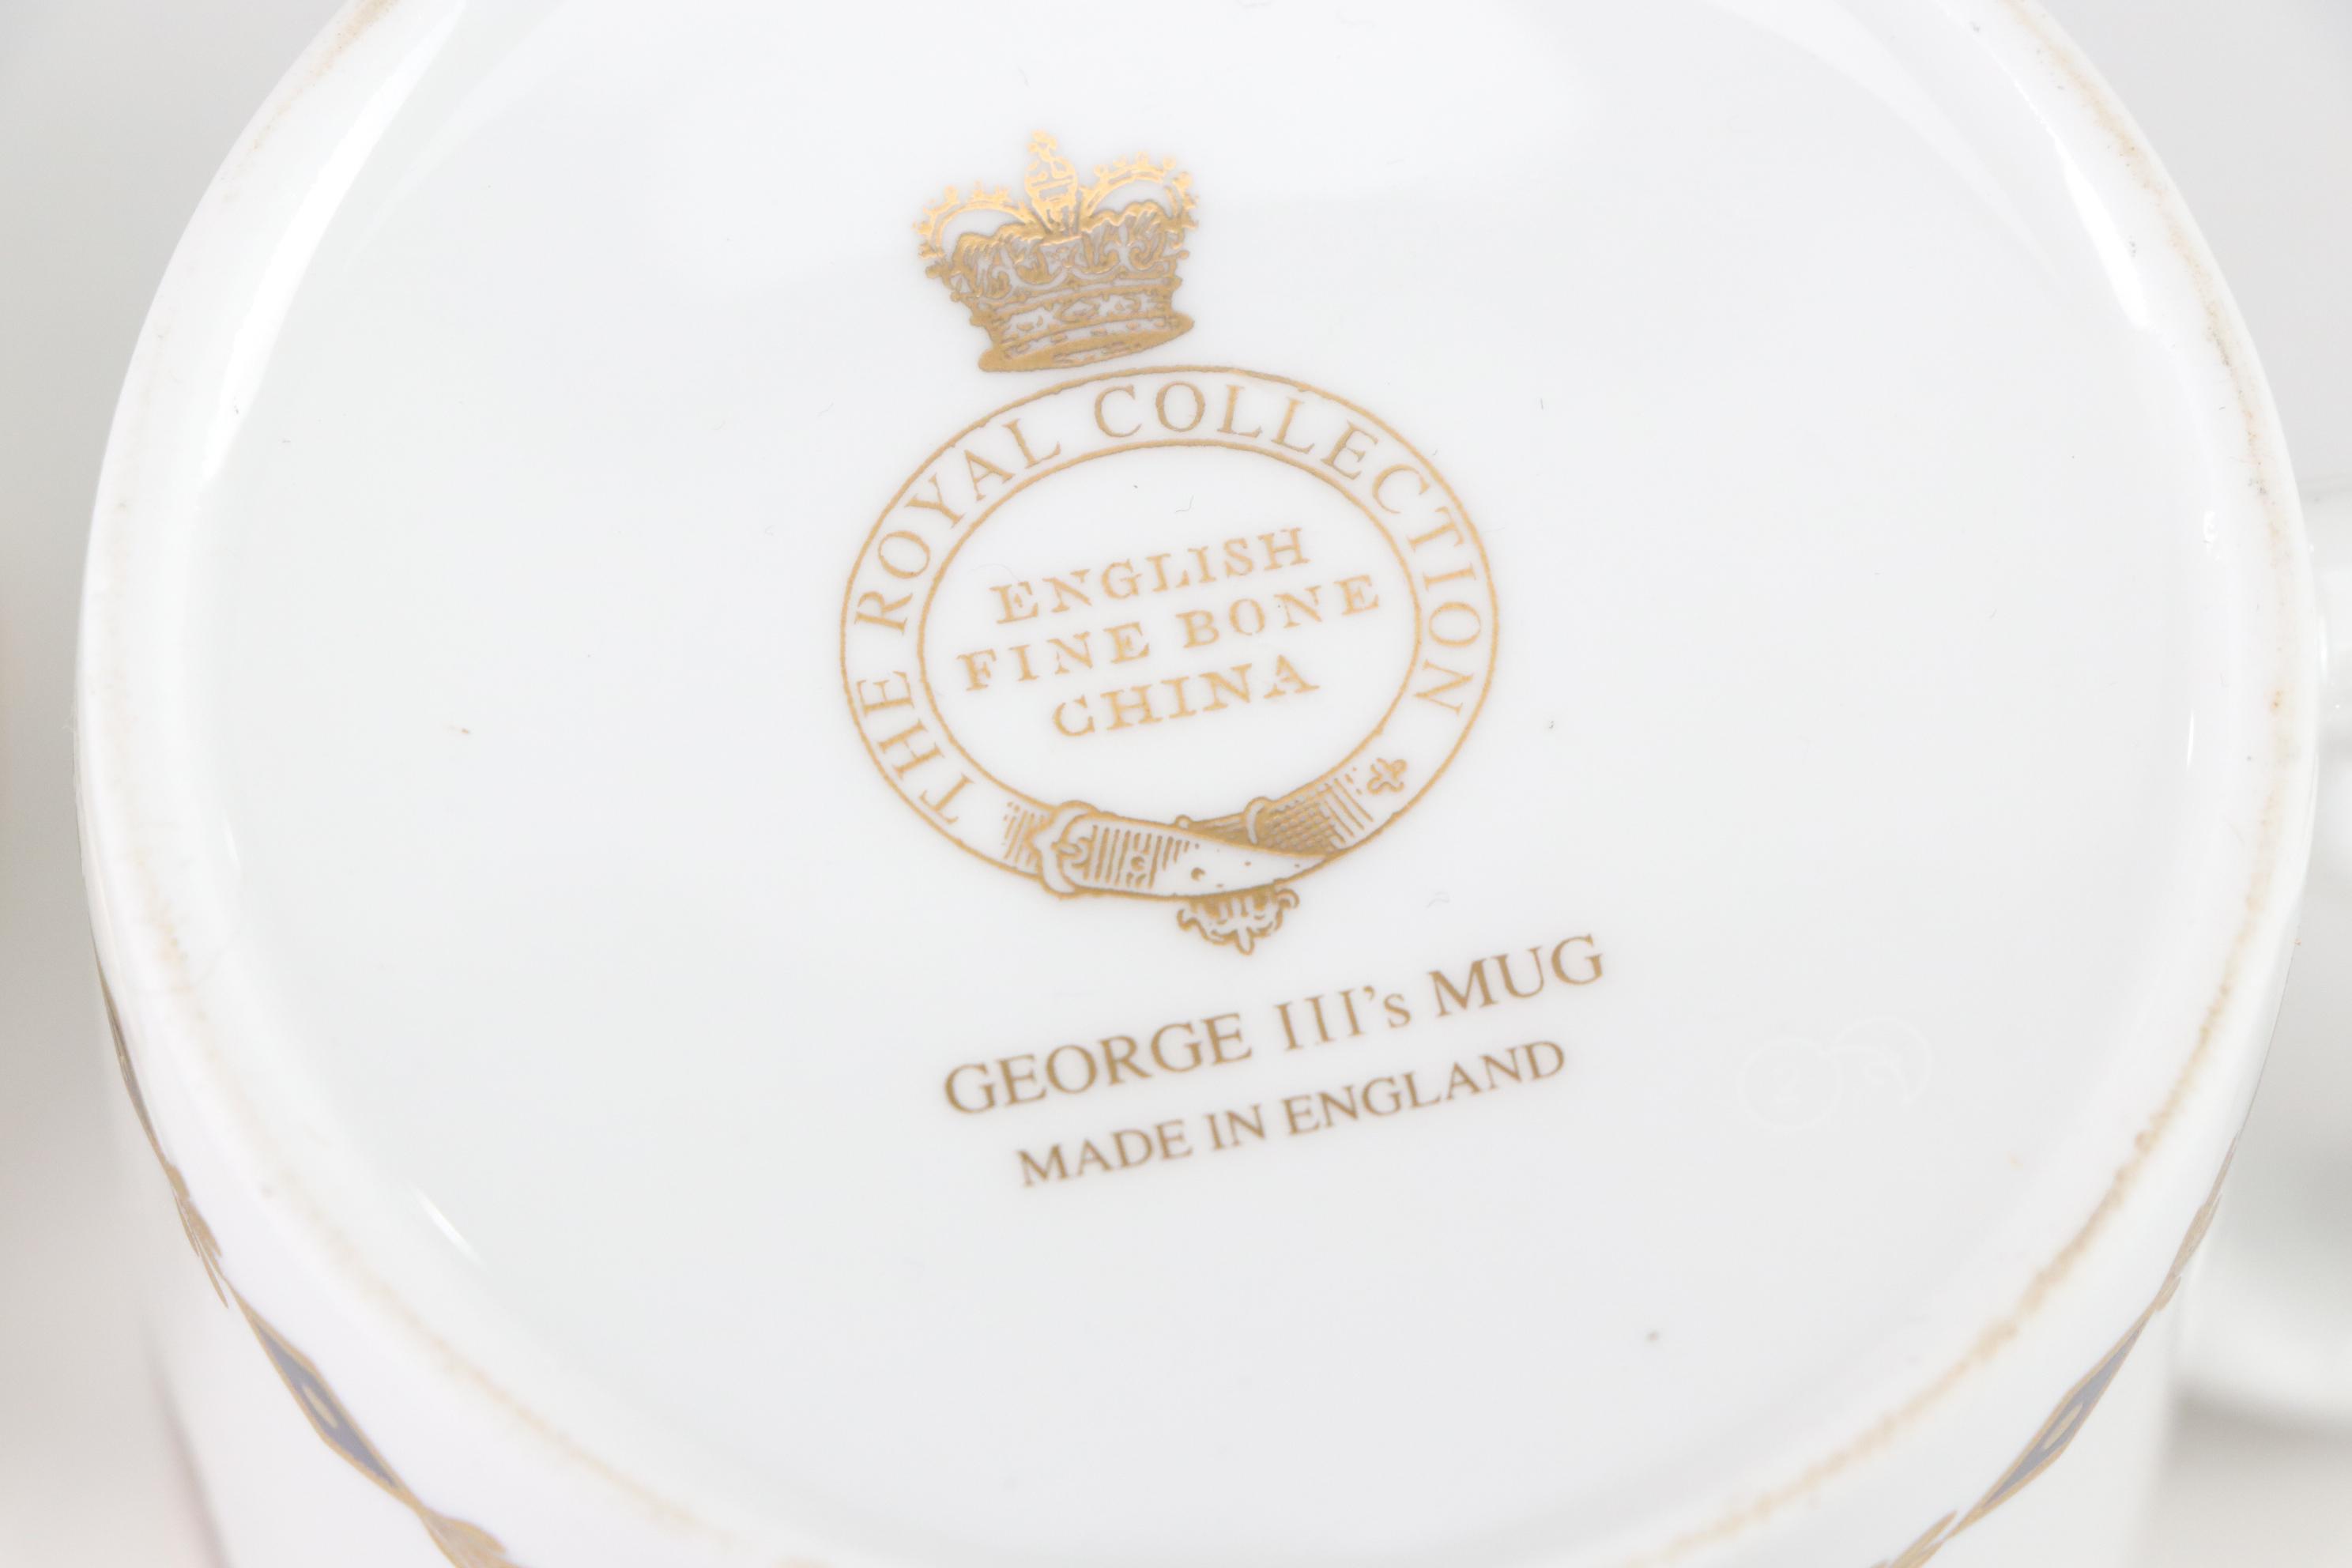 THE ROYAL COLLECTION
ENGLISH
FINE BONE
CHINA
GEORGE III's MUG
MADE IN ENGLAND